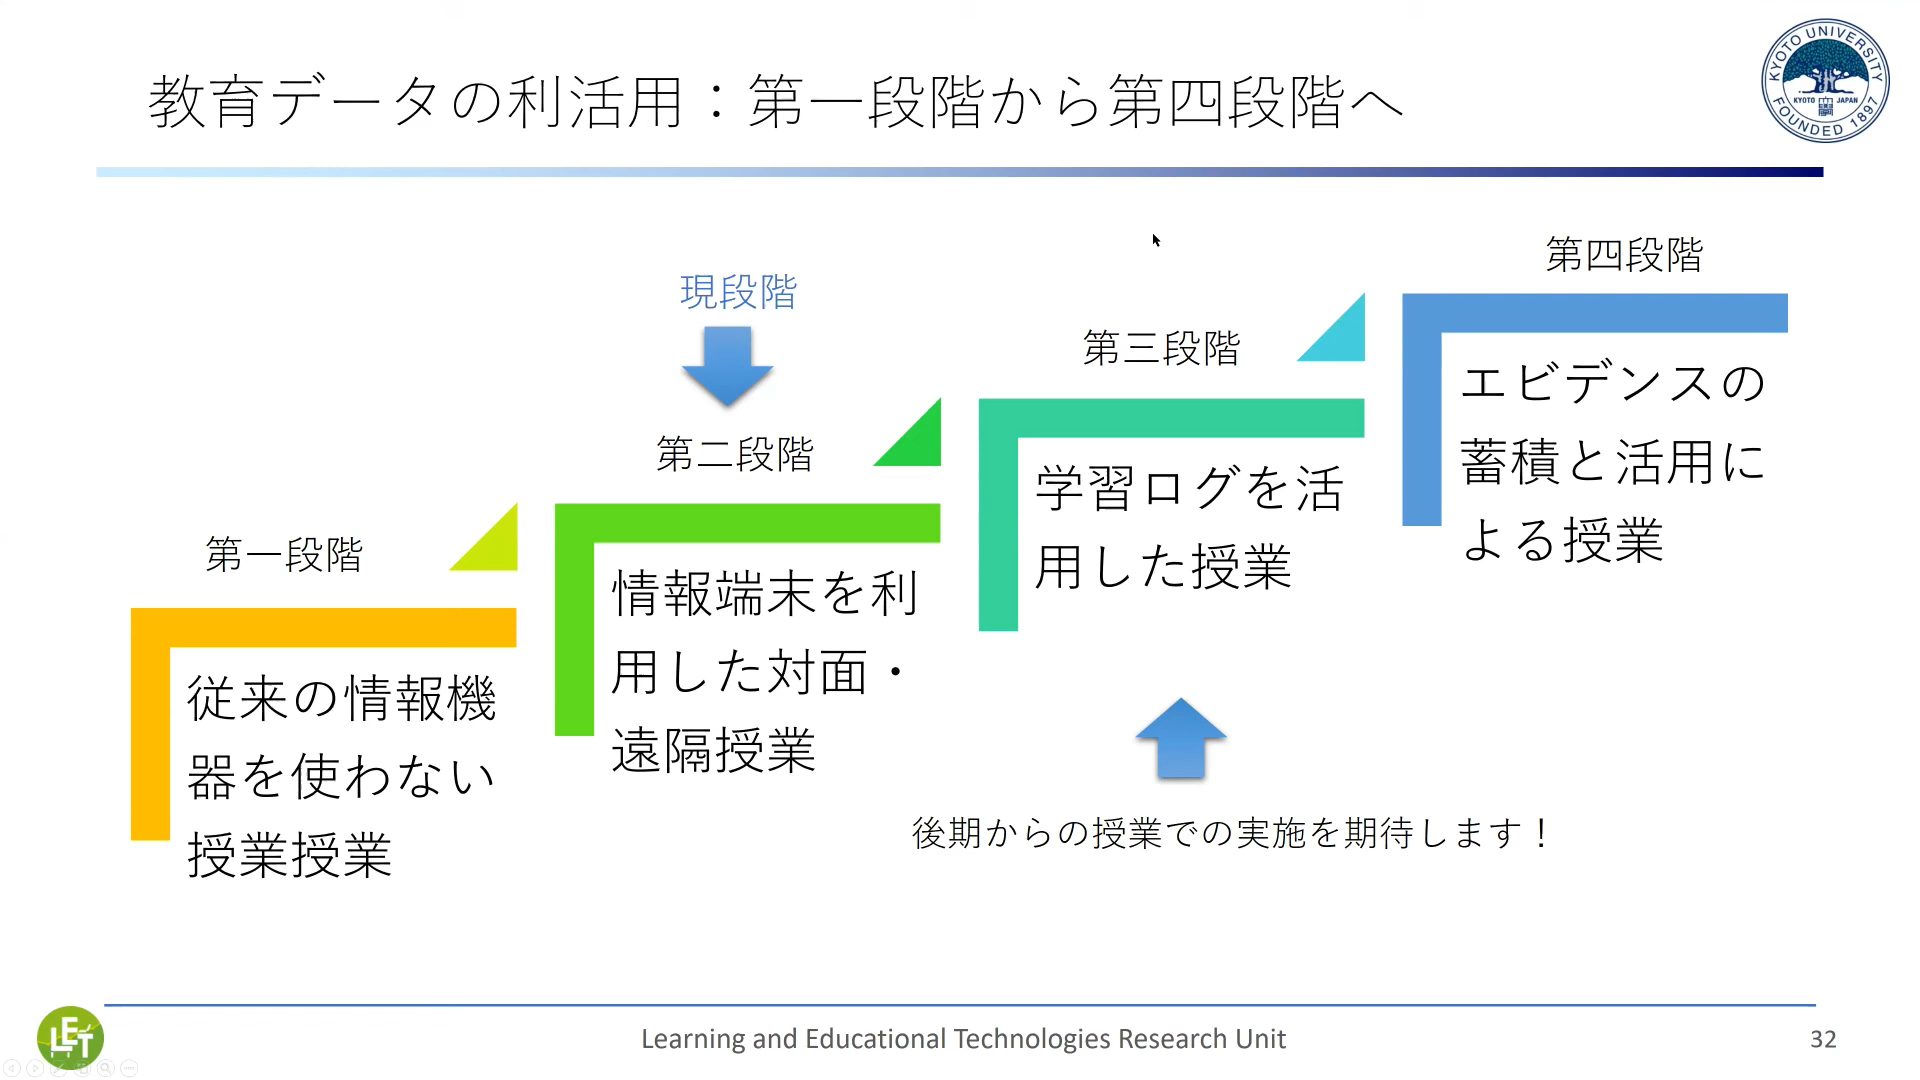 教育データの利活用：第一段階から第四段階へ
KYOTO UNIVERSITY
KYOTO JAPAN
FOUNDED 1897
第四段階
エビデンスの
蓄積と活用に
よる授業
現段階
第三段階
学習ログを活
用した授業
第二段階
情報端末を利
用した対面・
遠隔授業
第一段階
従来の情報機
器を使わない
授業授業
後期からの授業での実施を期待します！
LET
Learning and Educational Technologies Research Unit
32